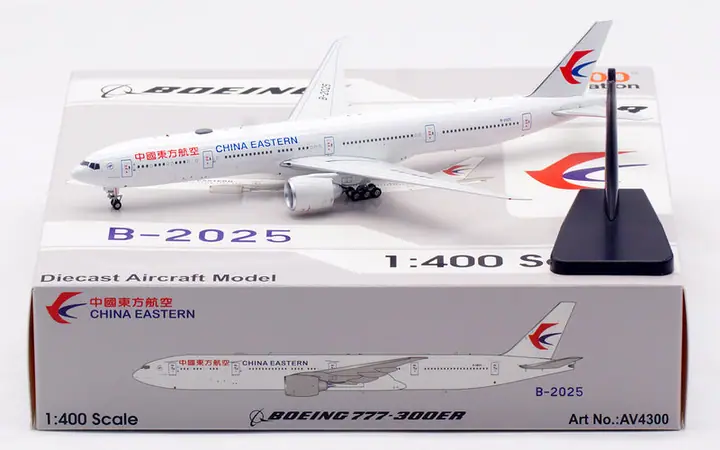 BOEING
B-2025
中國東方航空 CHINA EASTERN
B-2025
1:400 S
Diecast Aircraft Model
中國東方航空
CHINA EASTERN
中國東方航空 CHINA EASTERN
B-2025
1:400 Scale
BOEING 777-300ER
Art No.:AV4300